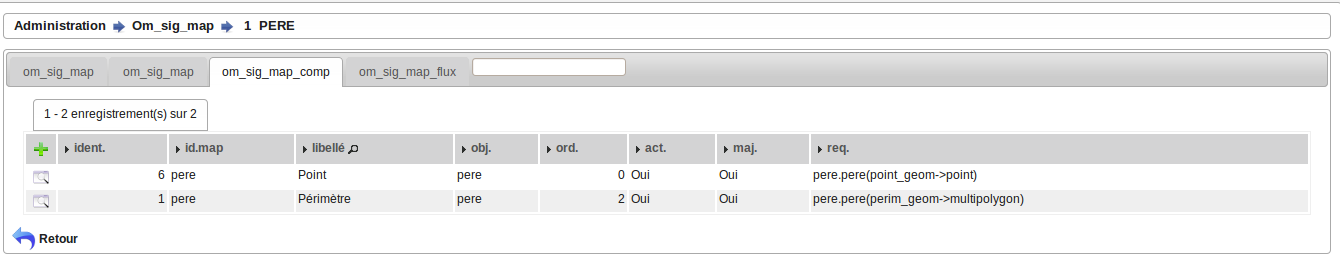 Administration Om_sig_map 1 PERE
om_sig_map om_sig_map om_sig_map_comp om_sig_map_flux
1 - 2 enregistrement(s) sur 2
ident. id.map libellé obj. ord. act. maj. req.
6 pere Point pere 0 Oui Oui pere.pere(point_geom->point)
1 pere Périmètre pere 2 Oui Oui pere.pere(perim_geom->multipolygon)
Retour